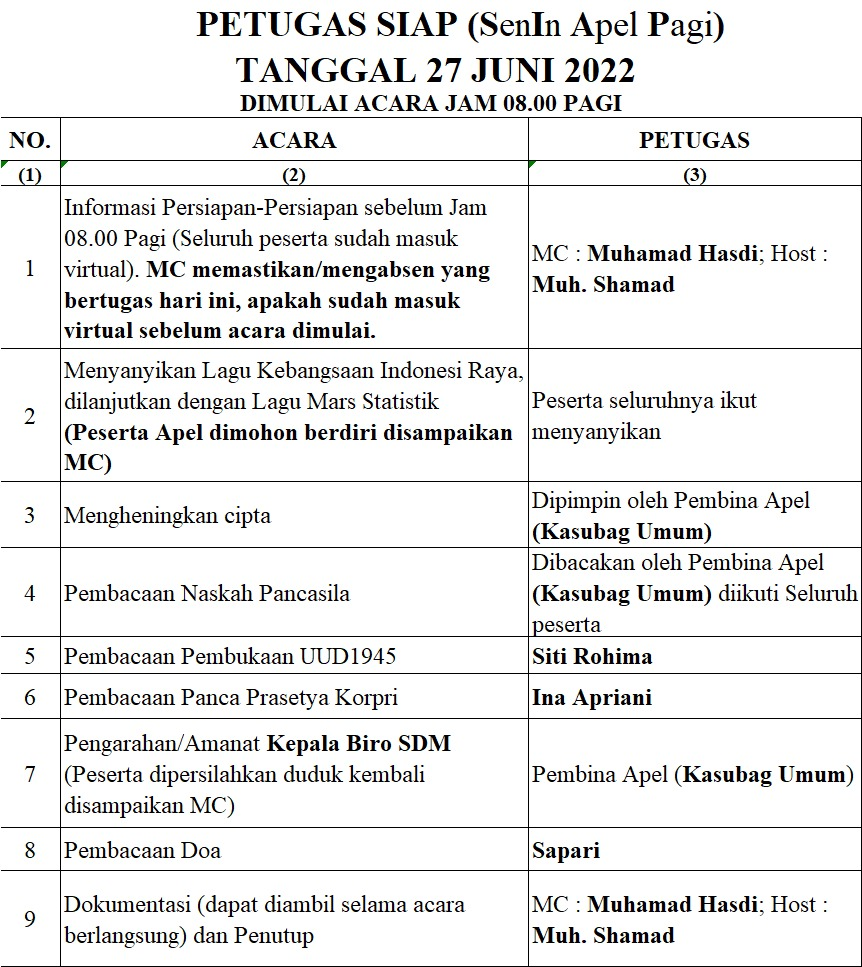 PETUGAS SIAP (SenIn Apel Pagi)
TANGGAL 27 JUNI 2022
DIMULAI ACARA JAM 08.00 PAGI
NO. ACARA PETUGAS
(1) (2) (3)
Informasi Persiapan-Persiapan sebelum Jam
08.00 Pagi (Seluruh peserta sudah masuk
1 virtual). MC memastikan/mengabsen yang
bertugas hari ini, apakah sudah masuk
virtual sebelum acara dimulai.
MC : Muhamad Hasdi; Host :
Muh. Shamad
Menyanyikan Lagu Kebangsaan Indonesi Raya,
dilanjutkan dengan Lagu Mars Statistik
2 (Peserta Apel dimohon berdiri disampaikan
MC)
Peserta seluruhnya ikut
menyanyikan
3 Mengheningkan cipta
Dipimpin oleh Pembina Apel
(Kasubag Umum)
4 Pembacaan Naskah Pancasila
Dibacakan oleh Pembina Apel
(Kasubag Umum) diikuti Seluruh
peserta
5 Pembacaan Pembukaan UUD1945 Siti Rohima
6 Pembacaan Panca Prasetya Korpri Ina Apriani
Pengarahan/Amanat Kepala Biro SDM
7 (Peserta dipersilahkan duduk kembali
disampaikan MC)
Pembina Apel (Kasubag Umum)
8 Pembacaan Doa Sapari
9 Dokumentasi (dapat diambil selama acara
berlangsung) dan Penutup
MC : Muhamad Hasdi; Host :
Muh. Shamad